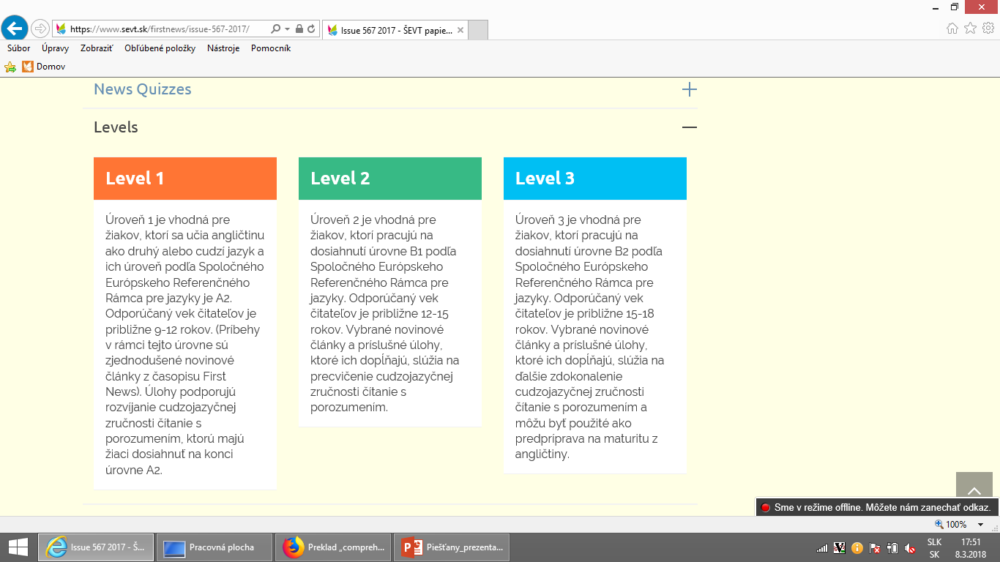 https://www.sevt.sk/firstnews/issue-567-2017/
Issue 567 2017 - ŠEVT papie...
Súbor Úpravy Zobraziť Obľúbené položky Nástroje Pomocník
Domov
News Quizzes
Levels
Level 1
Úroveň 1 je vhodná pre
žiakov, ktorí sa učia angličtinu
ako druhý alebo cudzí jazyk a
ich úroveň podľa Spoločného
Európskeho Referenčného
Rámca pre jazyky je A2.
Odporúčaný vek čitateľov je
približne 9-12 rokov. (Príbehy
v rámci tejto úrovne sú
zjednodušené novinové
články z časopisu First
News). Úlohy podporujú
rozvíjanie cudzojazyčnej
zručnosti čítanie s
porozumením, ktorú majú
žiaci dosiahnuť na konci
úrovne A2.
Level 2
Úroveň 2 je vhodná pre
žiakov, ktorí pracujú na
dosiahnutí úrovne B1 podľa
Spoločného Európskeho
Referenčného Rámca pre
jazyky. Odporúčaný vek
čitateľov je približne 12-15
rokov. Vybrané novinové
články a príslušné úlohy,
ktoré ich dopĺňajú, slúžia na
precvičenie cudzojazyčnej
zručnosti čítanie s
porozumením.
Level 3
Úroveň 3 je vhodná pre
žiakov, ktorí pracujú na
dosiahnutí úrovne B2 podľa
Spoločného Európskeho
Referenčného Rámca pre
jazyky. Odporúčaný vek
čitateľov je približne 15-18
rokov. Vybrané novinové
články a príslušné úlohy,
ktoré ich dopĺňajú, slúžia na
ďalšie zdokonalenie
cudzojazyčnej zručnosti
čítanie s porozumením a
môžu byť použité ako
predpríprava na maturitu z
angličtiny.
Sme v režime offline. Môžete nám zanechať odkaz.
100%
Issue 567 2017 - Š...
Pracovná plocha
Preklad „compreh...
Piešťany_prezenta...
SLK
SK
17:51
8.3.2018